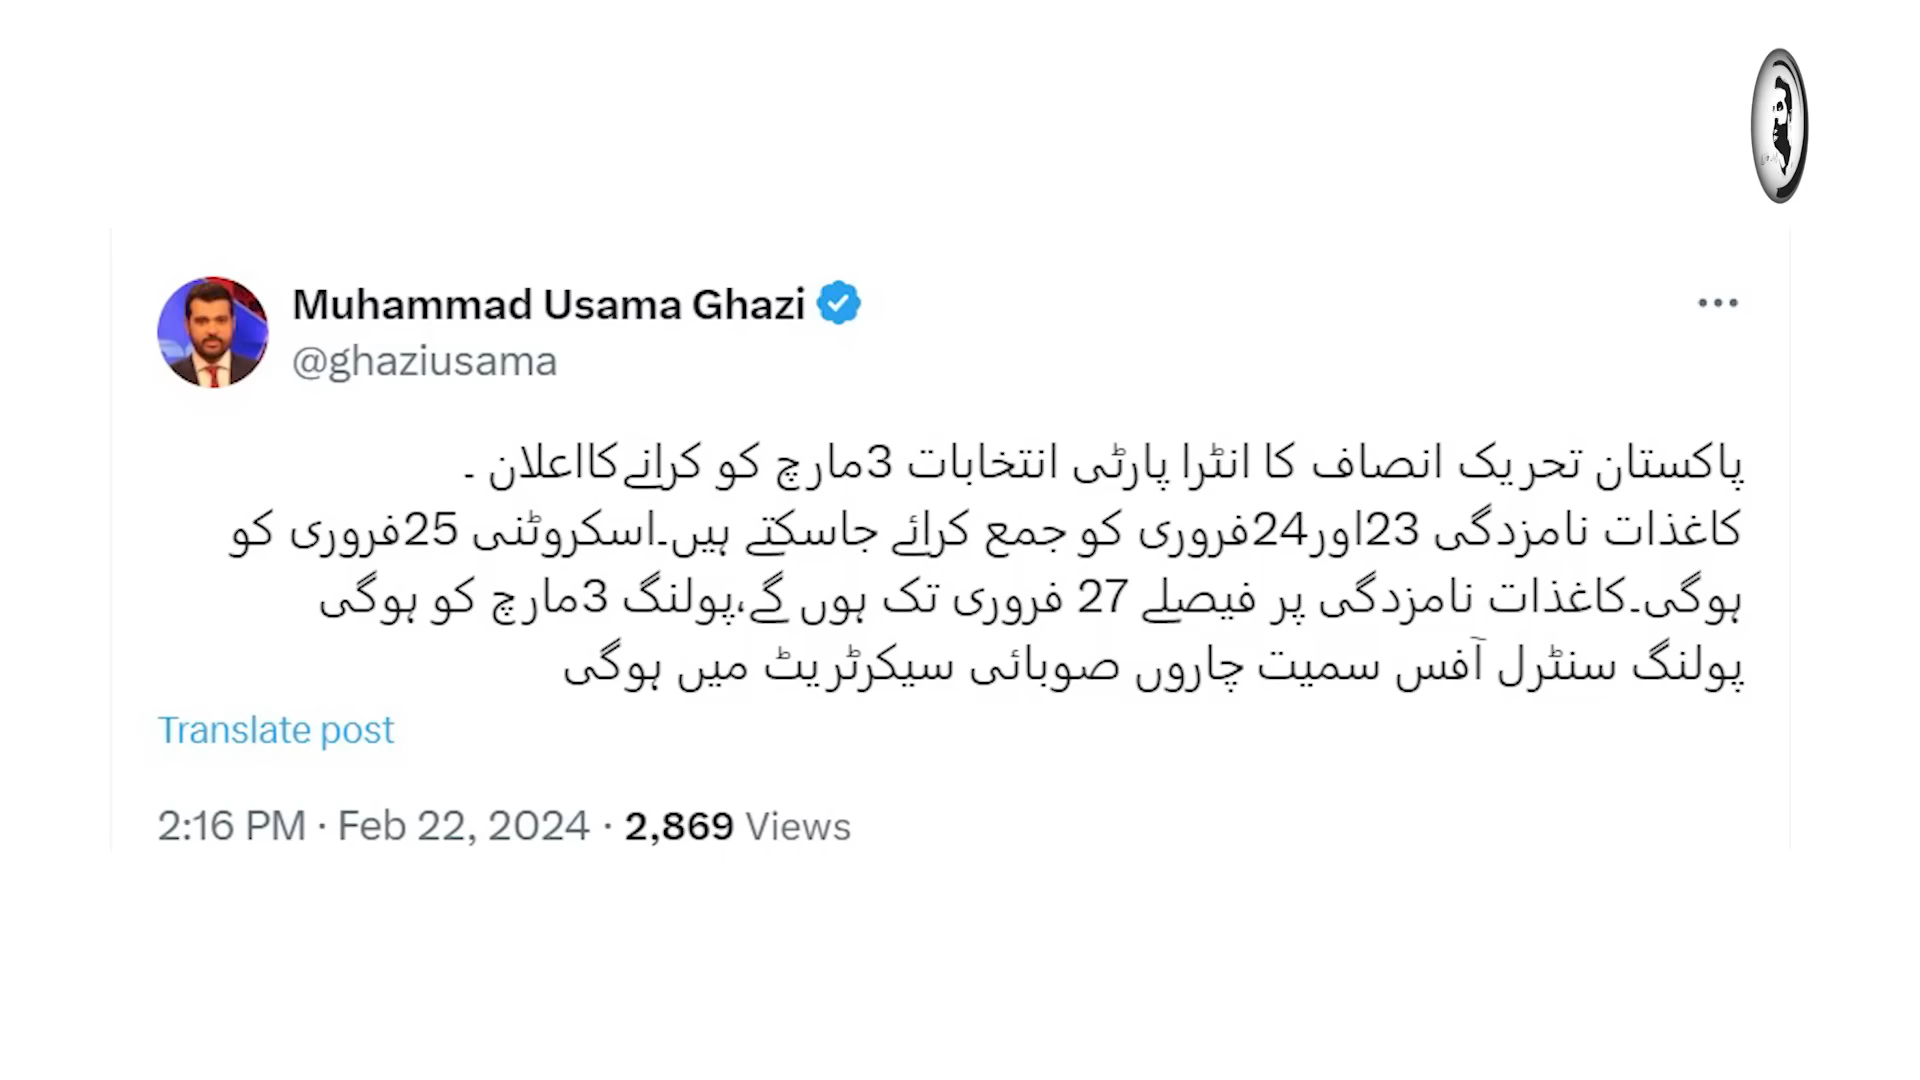 Muhammad Usama Ghazi
@ghaziusama
پاکستان تحریک انصاف کا انٹرا پارٹی انتخابات 3مارچ کو کرانےکااعلان ۔
کاغذات نامزدگی 23اور24فروری کو جمع کرائے جاسکتے ہیں۔اسکروٹنی 25فروری کو
ہوگی۔کاغذات نامزدگی پر فیصلے 27 فروری تک ہوں گے،پولنگ 3مارچ کو ہوگی
پولنگ سنٹرل آفس سمیت چاروں صوبائی سیکرٹریٹ میں ہوگی
Translate post
2:16 PM · Feb 22, 2024 · 2,869 Views